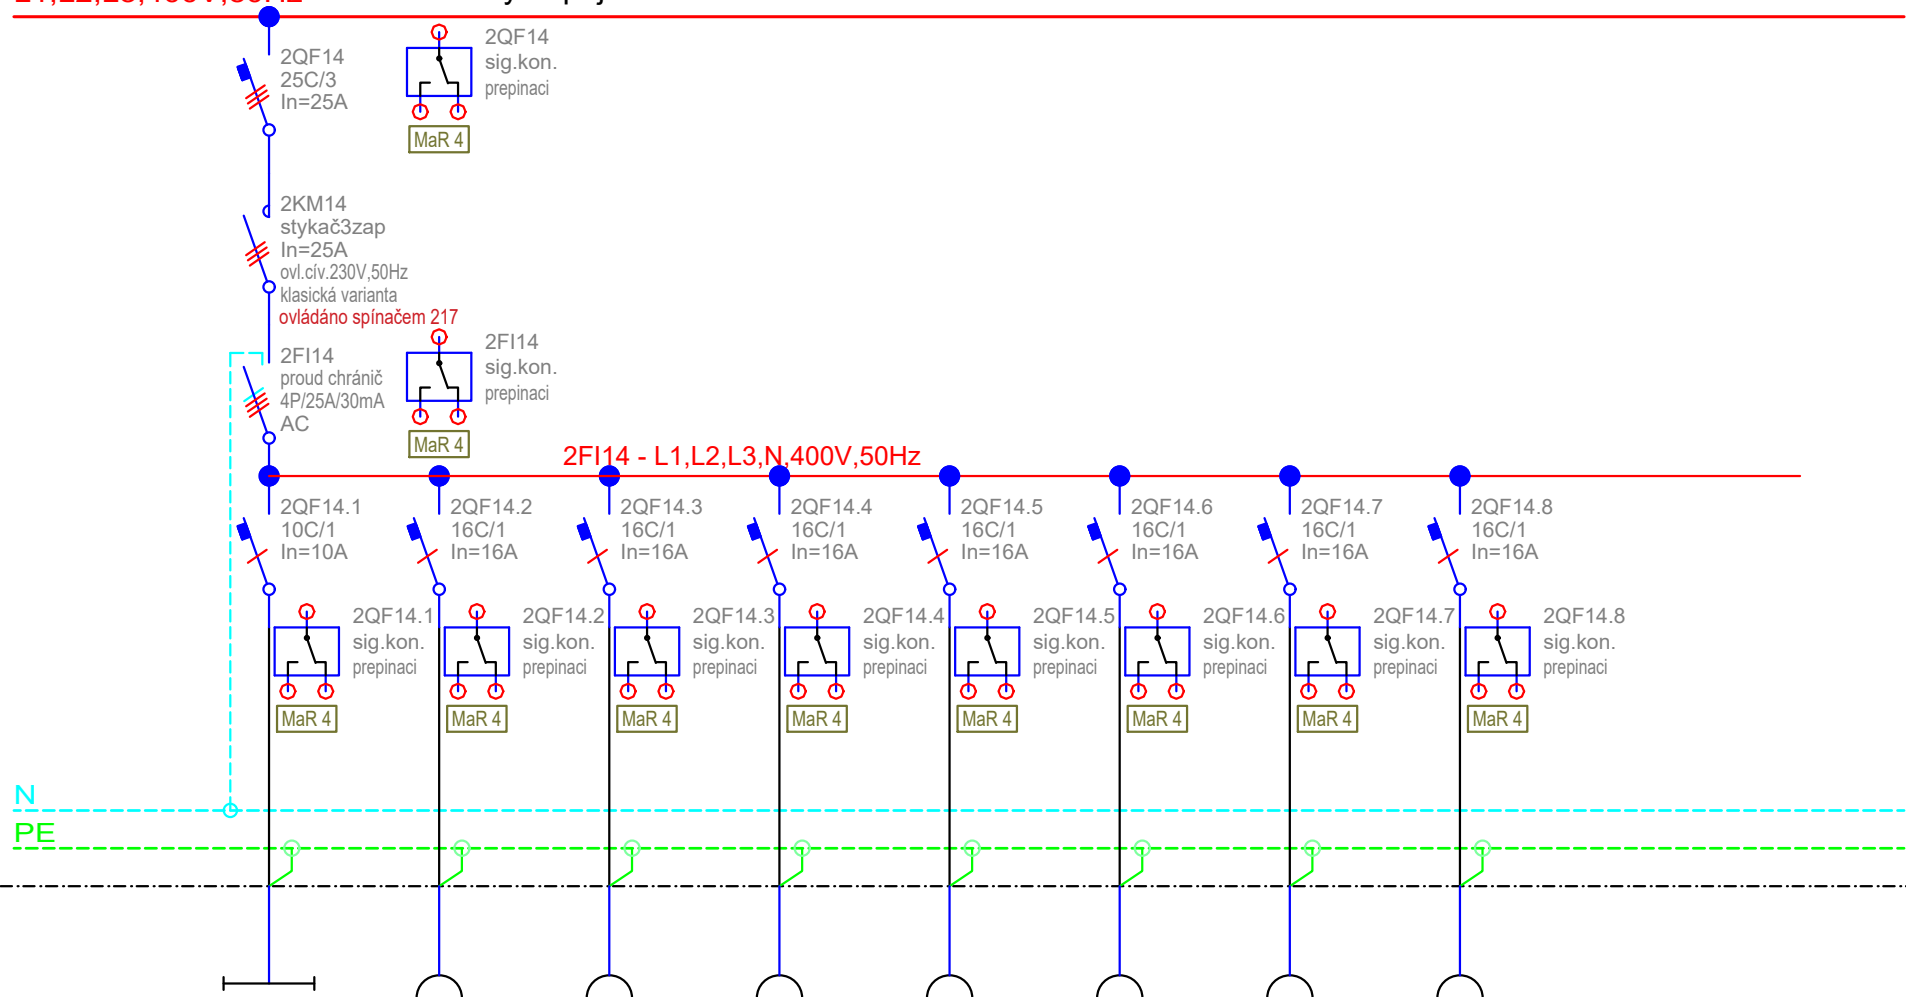 2QF14
25C/3
In=25A
2QF14
sig.kon.
prepinaci
MaR 4
2KM14
stykač3zap
In=25A
ovl.cív.230V,50Hz
klasická varianta
ovládáno spínačem 217
2FI14
proud chránič
4P/25A/30mA
AC
2FI14
sig.kon.
prepinaci
MaR 4
2FI14 - L1,L2,L3,N,400V,50Hz
2QF14.1
10C/1
In=10A
2QF14.2
16C/1
In=16A
2QF14.3
16C/1
In=16A
2QF14.4
16C/1
In=16A
2QF14.5
16C/1
In=16A
2QF14.6
16C/1
In=16A
2QF14.7
16C/1
In=16A
2QF14.8
16C/1
In=16A
2QF14.1
sig.kon.
prepinaci
MaR 4
2QF14.2
sig.kon.
prepinaci
MaR 4
2QF14.3
sig.kon.
prepinaci
MaR 4
2QF14.4
sig.kon.
prepinaci
MaR 4
2QF14.5
sig.kon.
prepinaci
MaR 4
2QF14.6
sig.kon.
prepinaci
MaR 4
2QF14.7
sig.kon.
prepinaci
MaR 4
2QF14.8
sig.kon.
prepinaci
MaR 4
N
PE